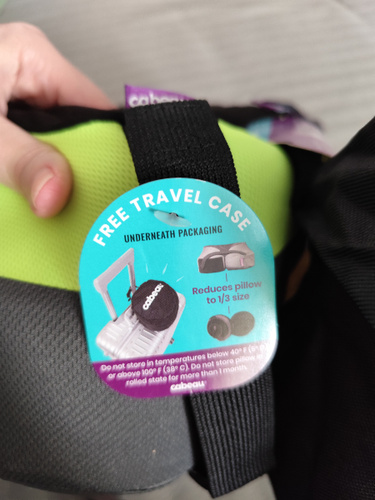 cabeau
FREE TRAVEL CASE
UNDERNEATH PACKAGING
cabeau
Reduces pillow
to 1/3 size
Do not store in temperatures below 40° F
or above 100° F (38° C). Do not store pillow in
rolled state for more than 1 month.
cabeau